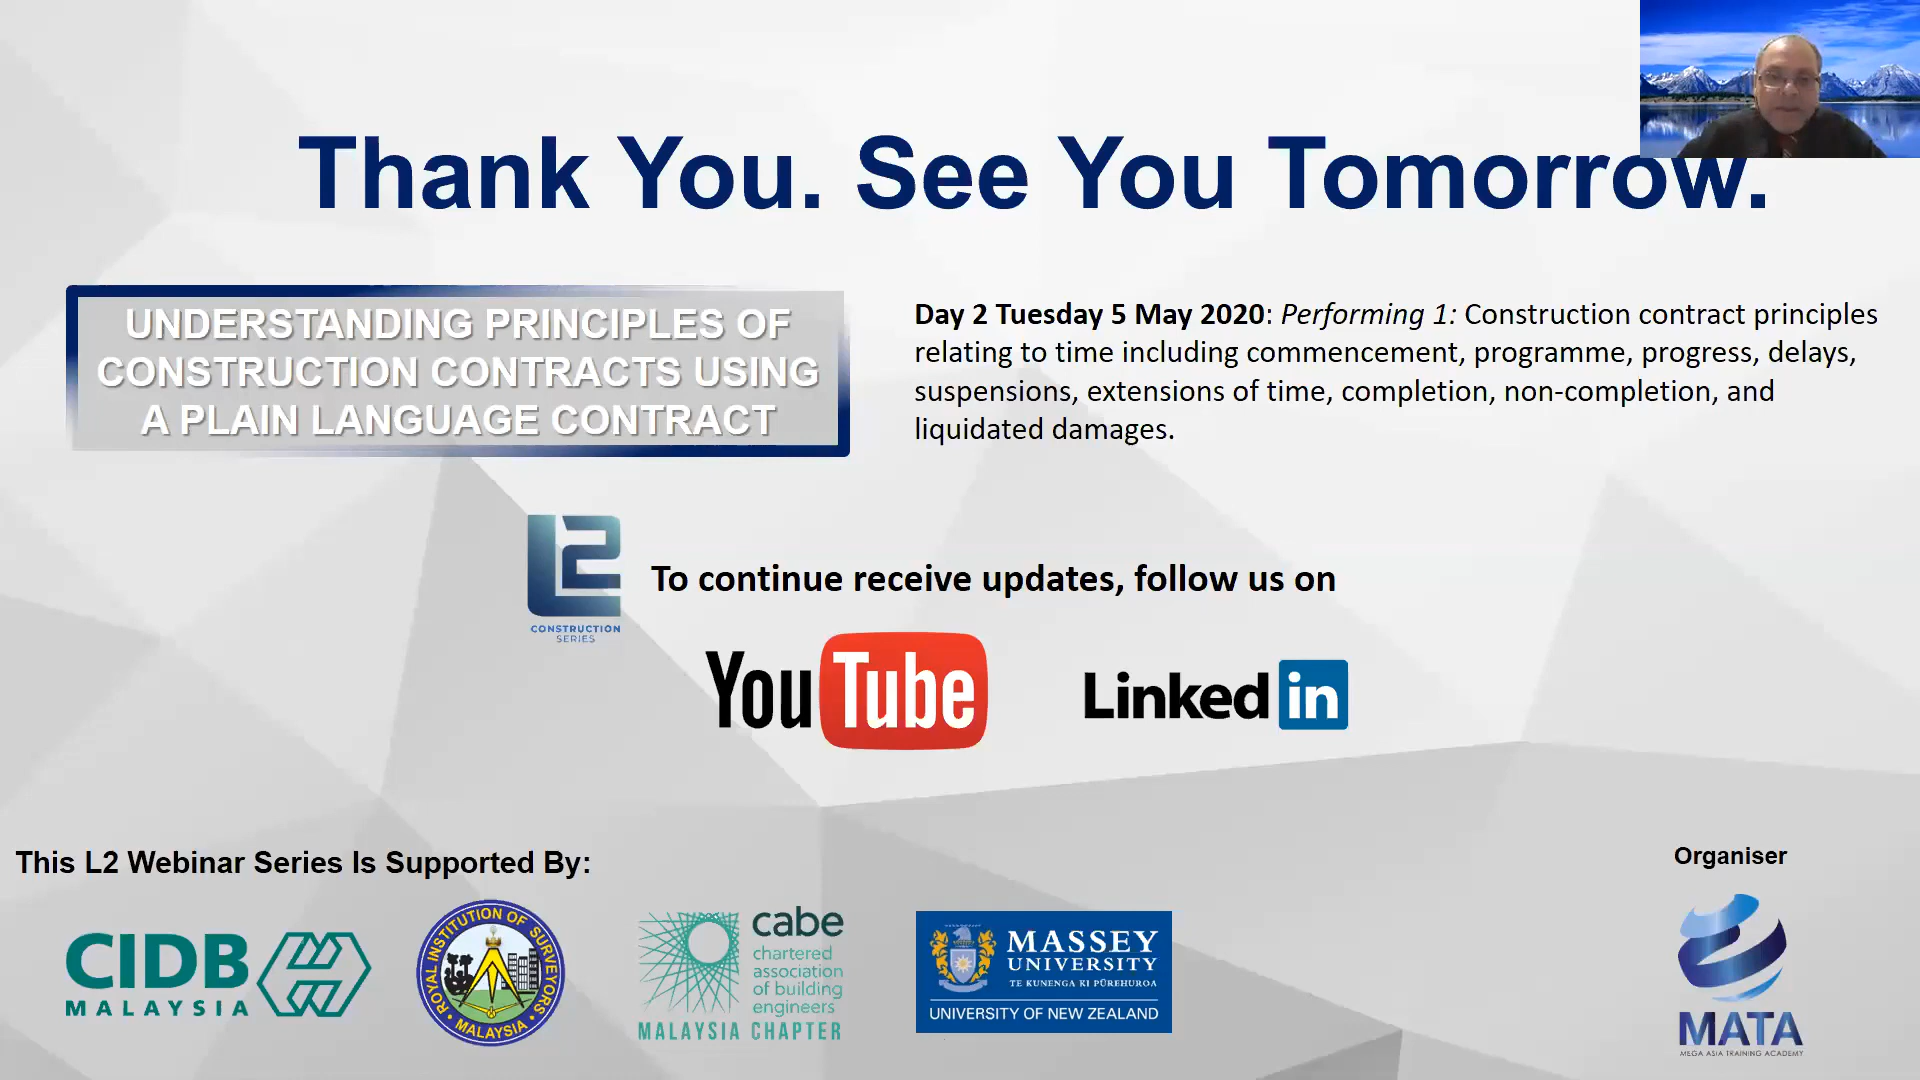 Thank You. See You Tomorrow.
UNDERSTANDING PRINCIPLES OF
CONSTRUCTION CONTRACTS USING
A PLAIN LANGUAGE CONTRACT
Day 2 Tuesday 5 May 2020: Performing 1: Construction contract principles
relating to time including commencement, programme, progress, delays,
suspensions, extensions of time, completion, non-completion, and
liquidated damages.
L2
CONSTRUCTION
SERIES
To continue receive updates, follow us on
YouTube
Linked in
This L2 Webinar Series Is Supported By:
CIDB
MALAYSIA
ROYAL INSTITUTION OF SURVEYORS
MALAYSIA
cabe
chartered
association
of building
engineers
MALAYSIA CHAPTER
MASSEY
UNIVERSITY
TE KUNENGA KI PŪREHUROA
UNIVERSITY OF NEW ZEALAND
Organiser
MATA
MEGA ASIA TRAINING ACADEMY